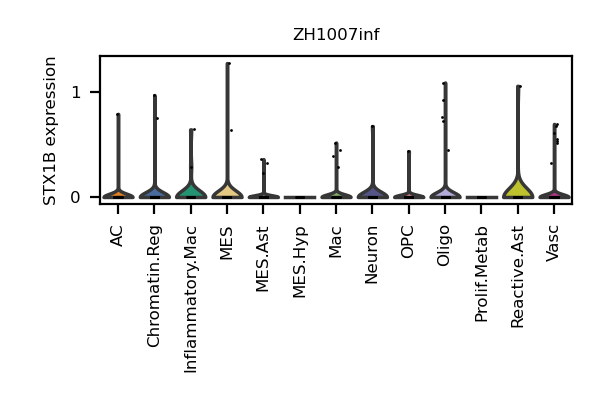 ZH1007inf
STX1B expression
1
0
AC
Chromatin.Reg
Inflammatory.Mac
MES
MES.Ast
MES.Hyp
Mac
Neuron
OPC
Oligo
Prolif.Metab
Reactive.Ast
Vasc